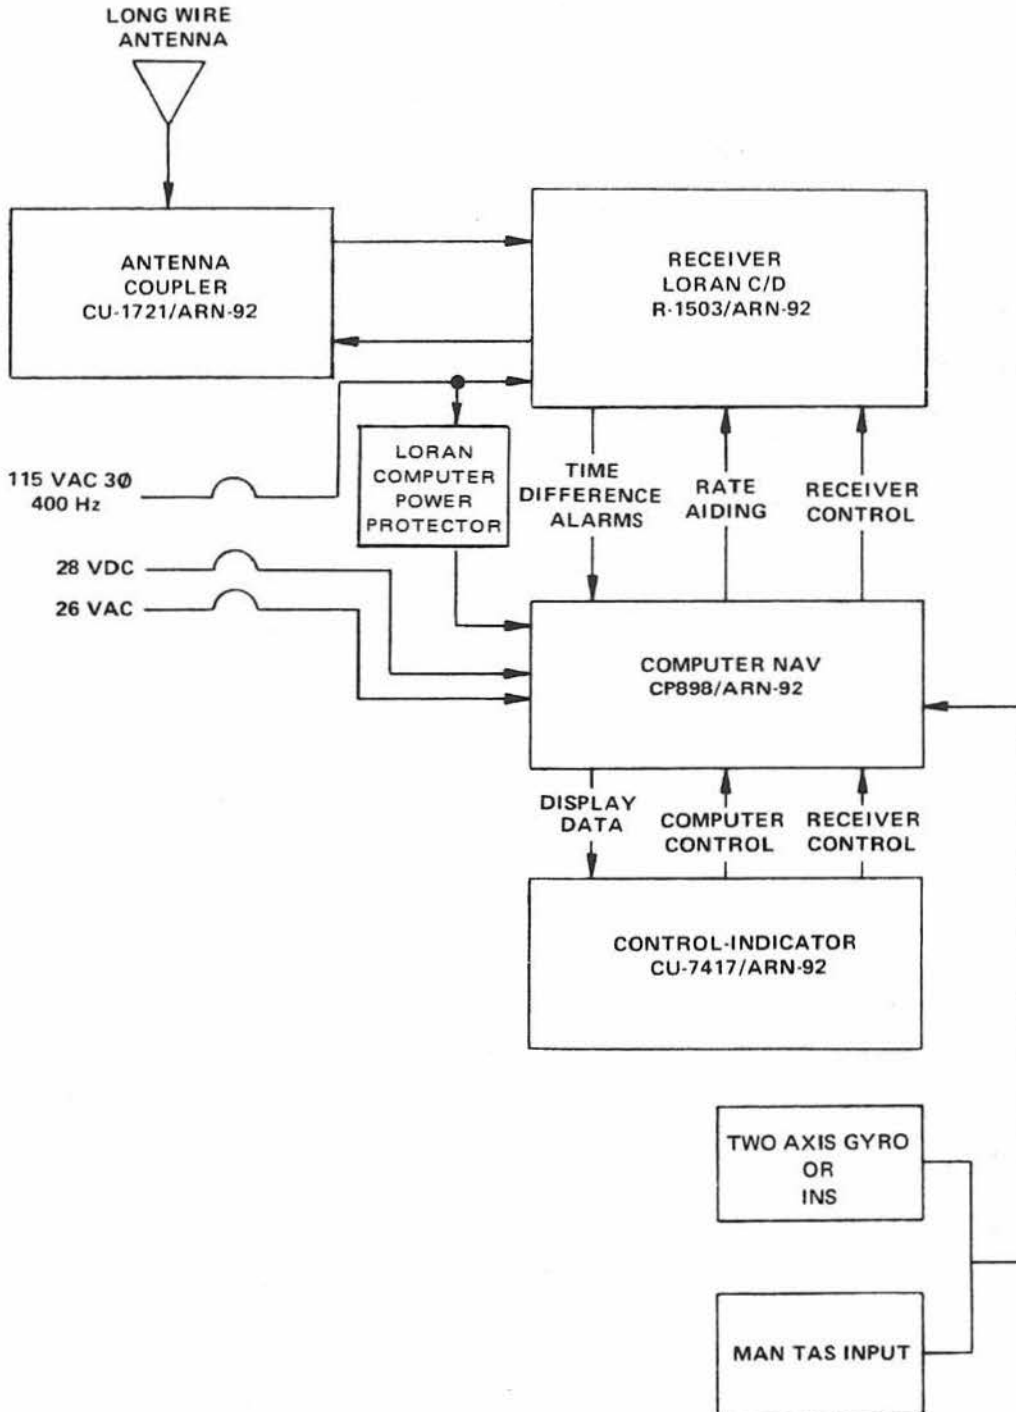 LONG WIRE
ANTENNA
ANTENNA
COUPLER
CU-1721/ARN-92
RECEIVER
LORAN C/D
R-1503/ARN-92
115 VAC 3Ø
400 Hz
LORAN
COMPUTER
POWER
PROTECTOR
TIME
DIFFERENCE
ALARMS
RATE
AIDING
RECEIVER
CONTROL
28 VDC
26 VAC
COMPUTER NAV
CP898/ARN-92
DISPLAY
DATA
COMPUTER
CONTROL
RECEIVER
CONTROL
CONTROL-INDICATOR
CU-7417/ARN-92
TWO AXIS GYRO
OR
INS
MAN TAS INPUT